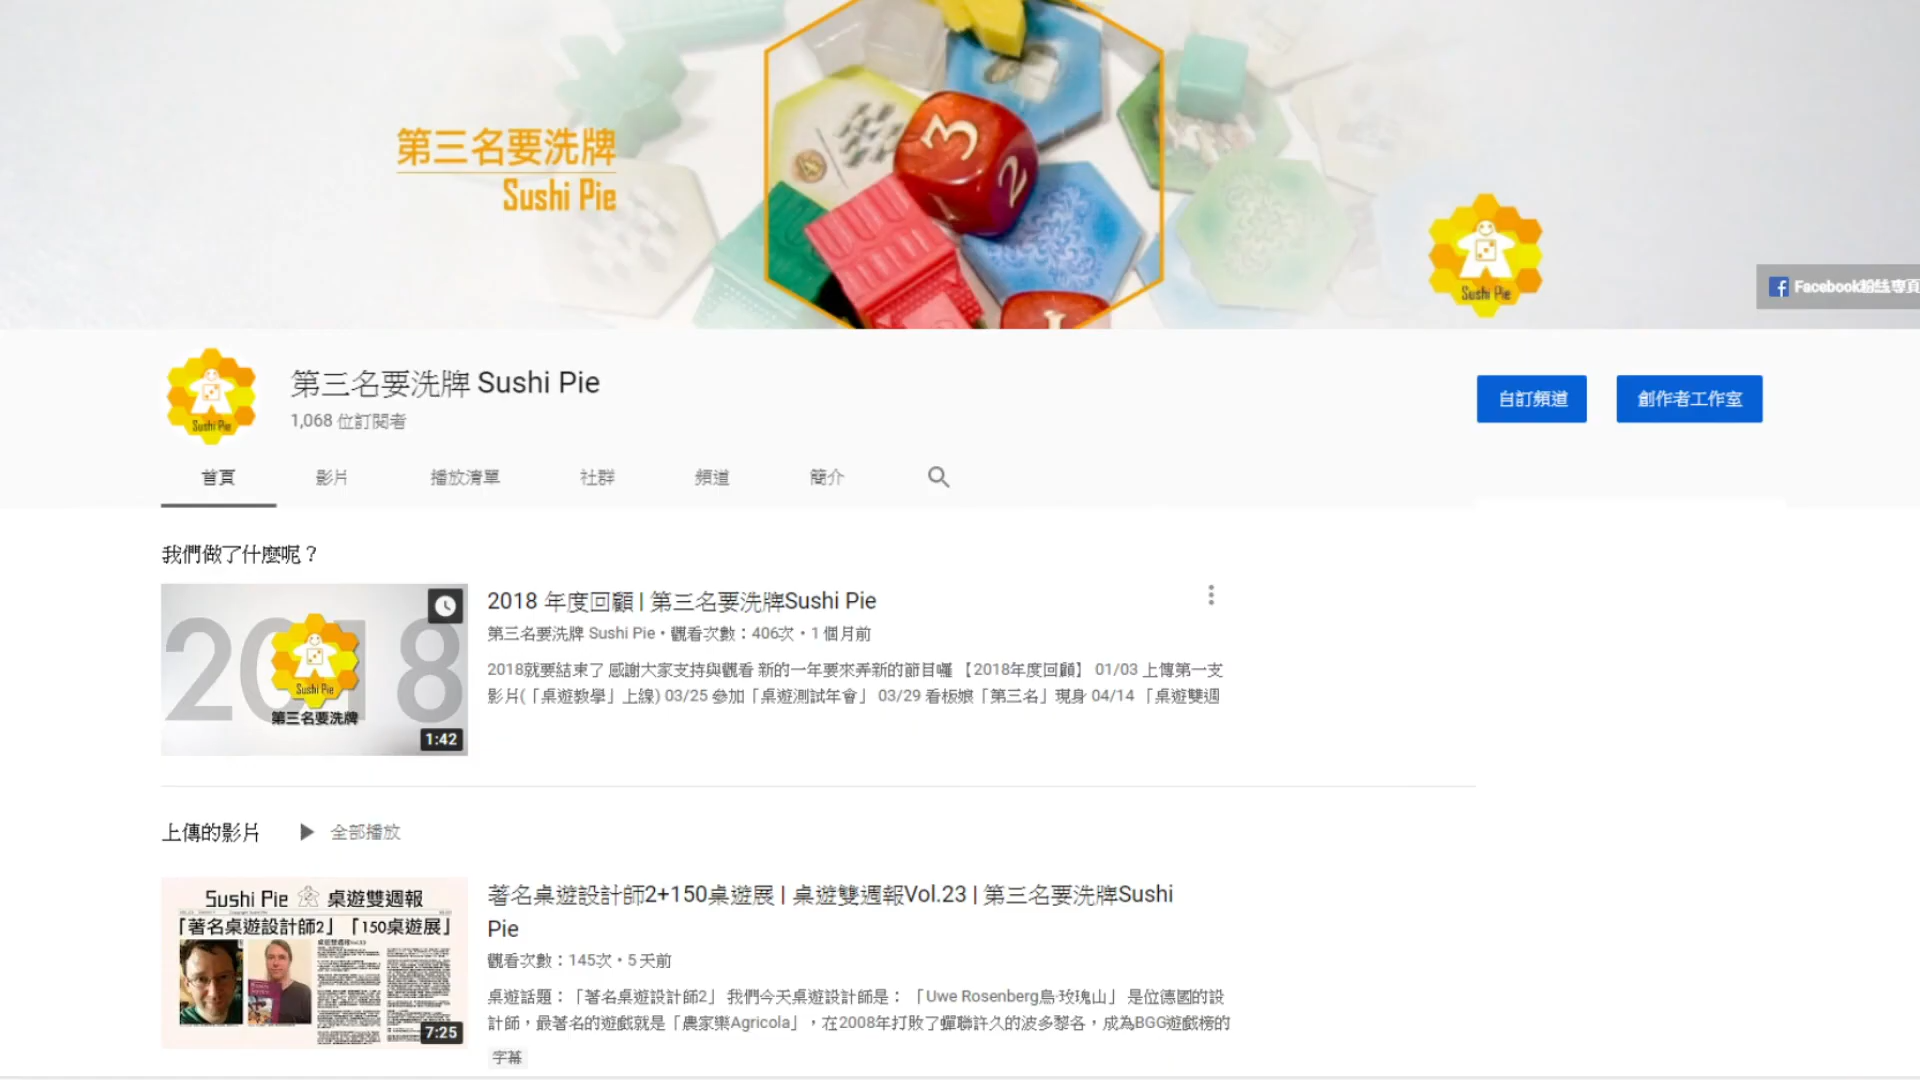 第三名要洗牌
Sushi Pie
3
2
1
4
1
Sushi Pie
Facebook粉絲專頁
Sushi Pie
第三名要洗牌 Sushi Pie
1,068 位訂閱者
自訂頻道
創作者工作室
首頁
影片
播放清單
社群
頻道
簡介
我們做了什麼呢？
2018
Sushi Pie
第三名要洗牌
1:42
2018 年度回顧 | 第三名要洗牌Sushi Pie
第三名要洗牌 Sushi Pie • 觀看次數：406次 • 1 個月前
2018就要結束了 感謝大家支持與觀看 新的一年要來弄新的節目囉 【2018年度回顧】 01/03 上傳第一支
影片(「桌遊教學」上線) 03/25 參加「桌遊測試年會」 03/29 看板娘「第三名」現身 04/14 「桌遊雙週
上傳的影片
全部播放
Sushi Pie 桌遊雙週報
「著名桌遊設計師2」「150桌遊展」
7:25
著名桌遊設計師2+150桌遊展 | 桌遊雙週報Vol.23 | 第三名要洗牌Sushi
Pie
觀看次數：145次 • 5 天前
桌遊話題：「著名桌遊設計師2」 我們今天桌遊設計師是： 「Uwe Rosenberg烏·玫瑰山」 是位德國的設
計師，最著名的遊戲就是「農家樂Agricola」，在2008年打敗了蟬聯許久的波多黎各，成為BGG遊戲榜的
字幕